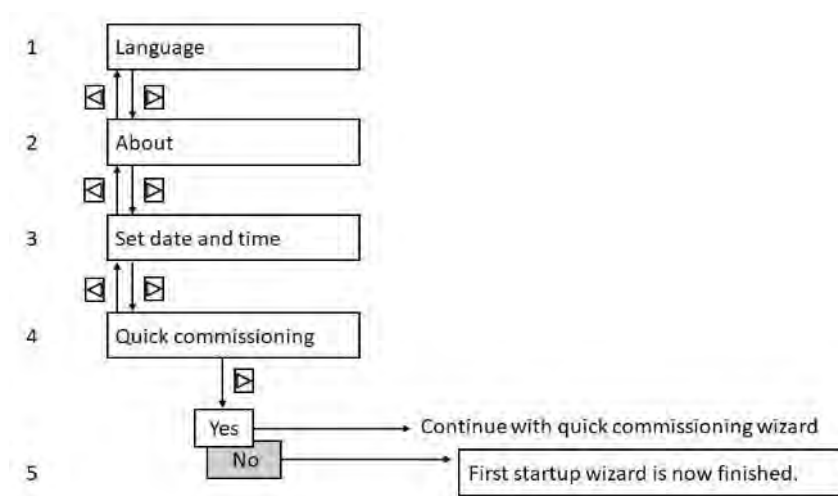 1 Language
2 About
3 Set date and time
4 Quick commissioning
Yes Continue with quick commissioning wizard
No
5 First startup wizard is now finished.